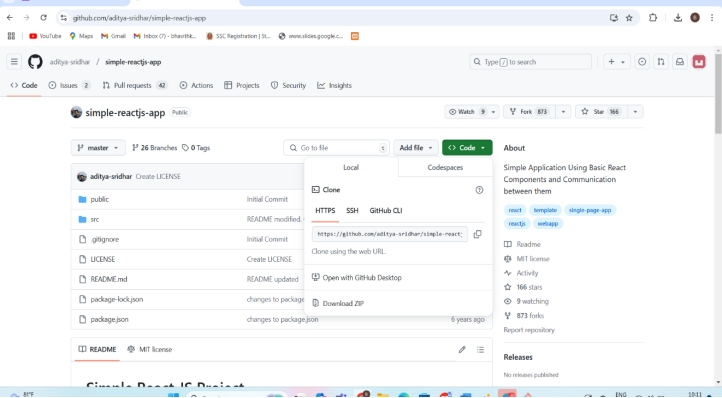 github.com/aditya-sridhar/simple-reactjs-app
YouTube Maps Gmail Inbox (7) - bhavithk... SSC Registration | St... www.slides.google.c...
aditya-sridhar / simple-reactjs-app
Type / to search
Code Issues 2 Pull requests 42 Actions Projects Security Insights
simple-reactjs-app Public
Watch 9 Fork 873 Star 166
master 26 Branches 0 Tags
Go to file t
Add file
Code
aditya-sridhar Create LICENSE
public Initial Commit
src README modified.
.gitignore Initial Commit
LICENSE Create LICENSE
README.md README updated
package-lock.json changes to package
package.json changes to package.json 6 years ago
README MIT license
Simple React JS Project
Local Codespaces
Clone
HTTPS SSH GitHub CLI
https://github.com/aditya-sridhar/simple-react
Clone using the web URL.
Open with GitHub Desktop
Download ZIP
About
Simple Application Using Basic React
Components and Communication
between them
react template single-page-app
reactjs webapp
Readme
MIT license
Activity
166 stars
9 watching
873 forks
Report repository
Releases
No releases published
81°F
ENG
10:11